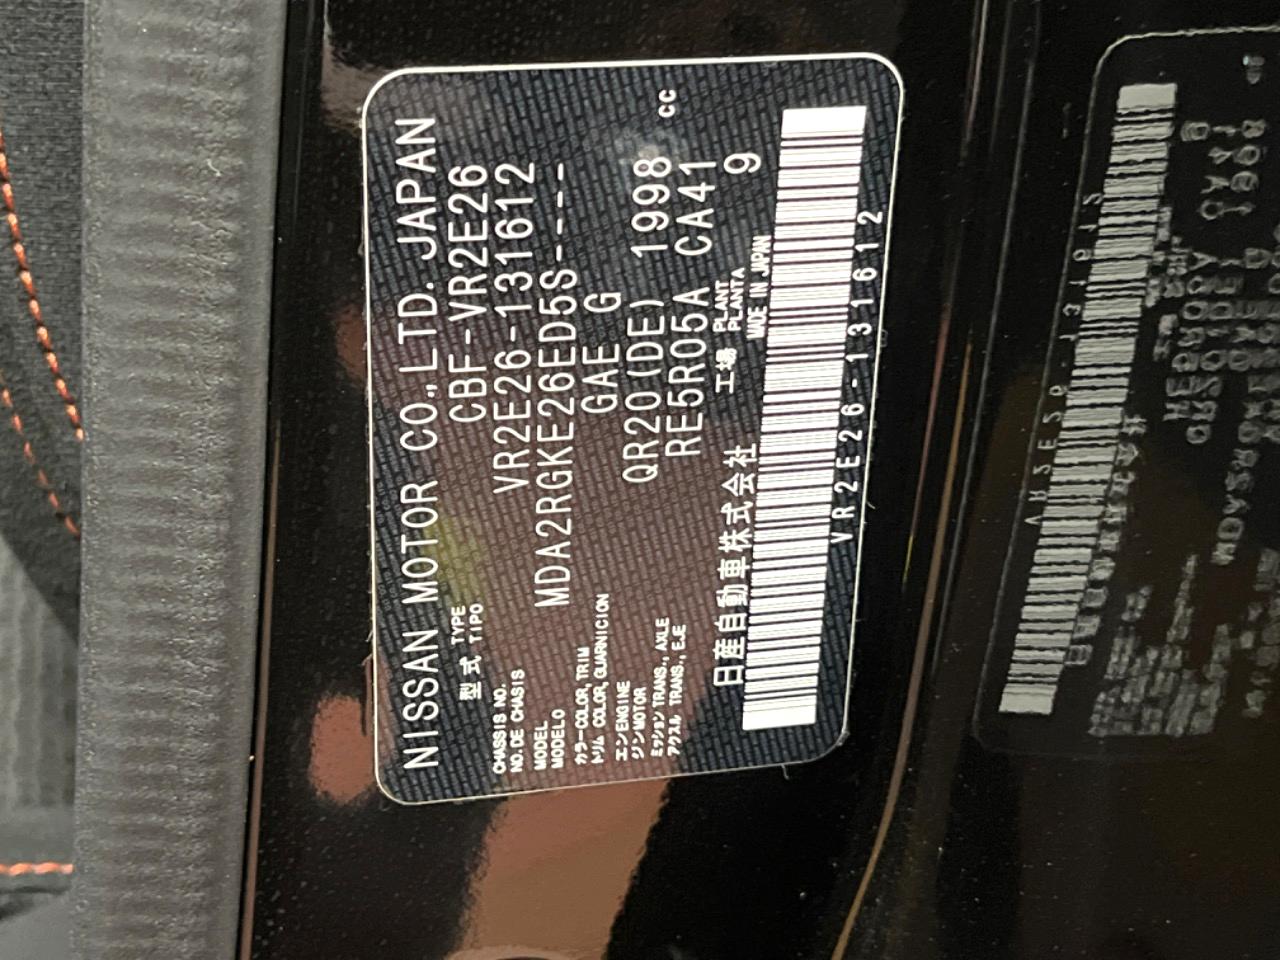 NISSAN MOTOR CO.,LTD. JAPAN
型式 TYPE TIPO CBF-VR2E26
CHASSIS NO. NO.DE CHASIS VR2E26-131612
MODEL MODELO MDA2RGKE26ED5S-----
カラー・COLOR, TRIM トリム COLOR, GUARNICION GAE G
エンジン ENGINE MOTOR QR20(DE) 1998 cc
ミッション TRANS., AXLE アクスル TRANS., EJE RE5R05A CA41
日産自動車株式会社 工場 PLANT PLANTA 9
MADE IN JAPAN
VR2E26-131612